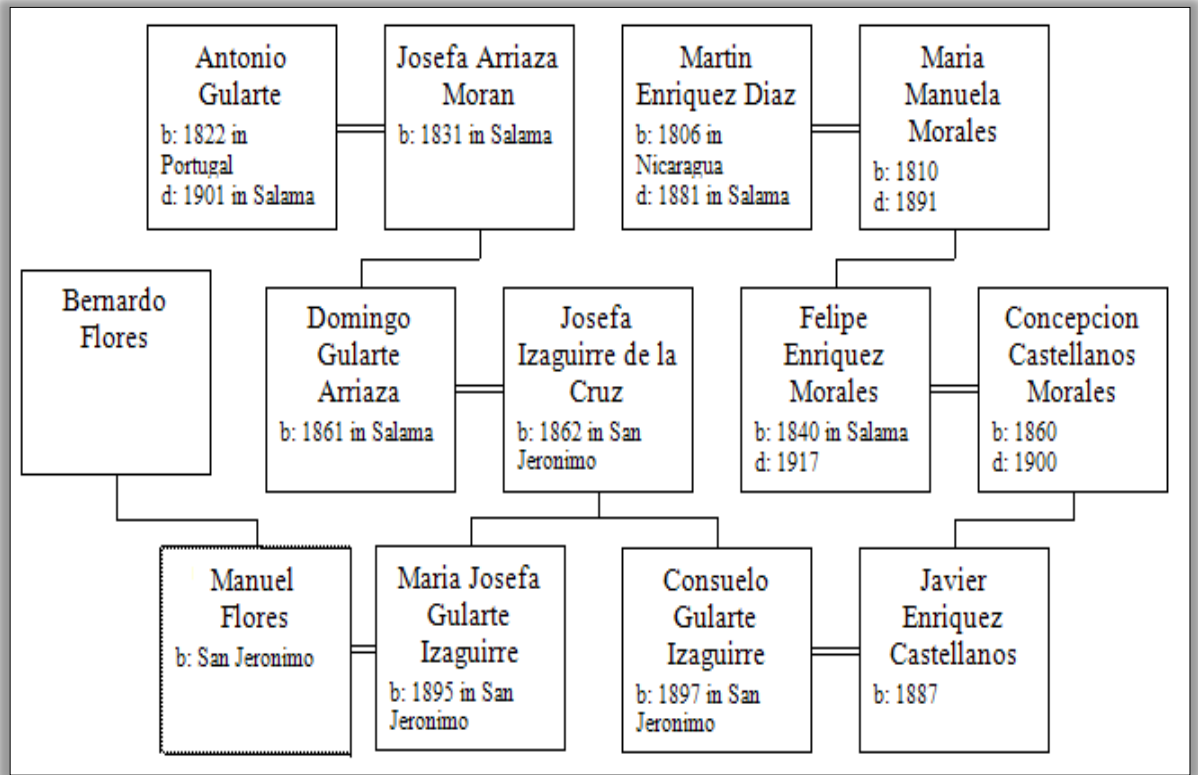 Antonio
Gularte
b: 1822 in
Portugal
d: 1901 in Salama
Josefa Arriaza
Moran
b: 1831 in Salama
Martin
Enriquez Diaz
b: 1806 in
Nicaragua
d: 1881 in Salama
Maria
Manuela
Morales
b: 1810
d: 1891
Bernardo
Flores
Domingo
Gularte
Arriaza
b: 1861 in Salama
Josefa
Izaguirre de la
Cruz
b: 1862 in San
Jeronimo
Felipe
Enriquez
Morales
b: 1840 in Salama
d: 1917
Concepcion
Castellanos
Morales
b: 1860
d: 1900
Manuel
Flores
b: San Jeronimo
Maria Josefa
Gularte
Izaguirre
b: 1895 in San
Jeronimo
Consuelo
Gularte
Izaguirre
b: 1897 in San
Jeronimo
Javier
Enriquez
Castellanos
b: 1887